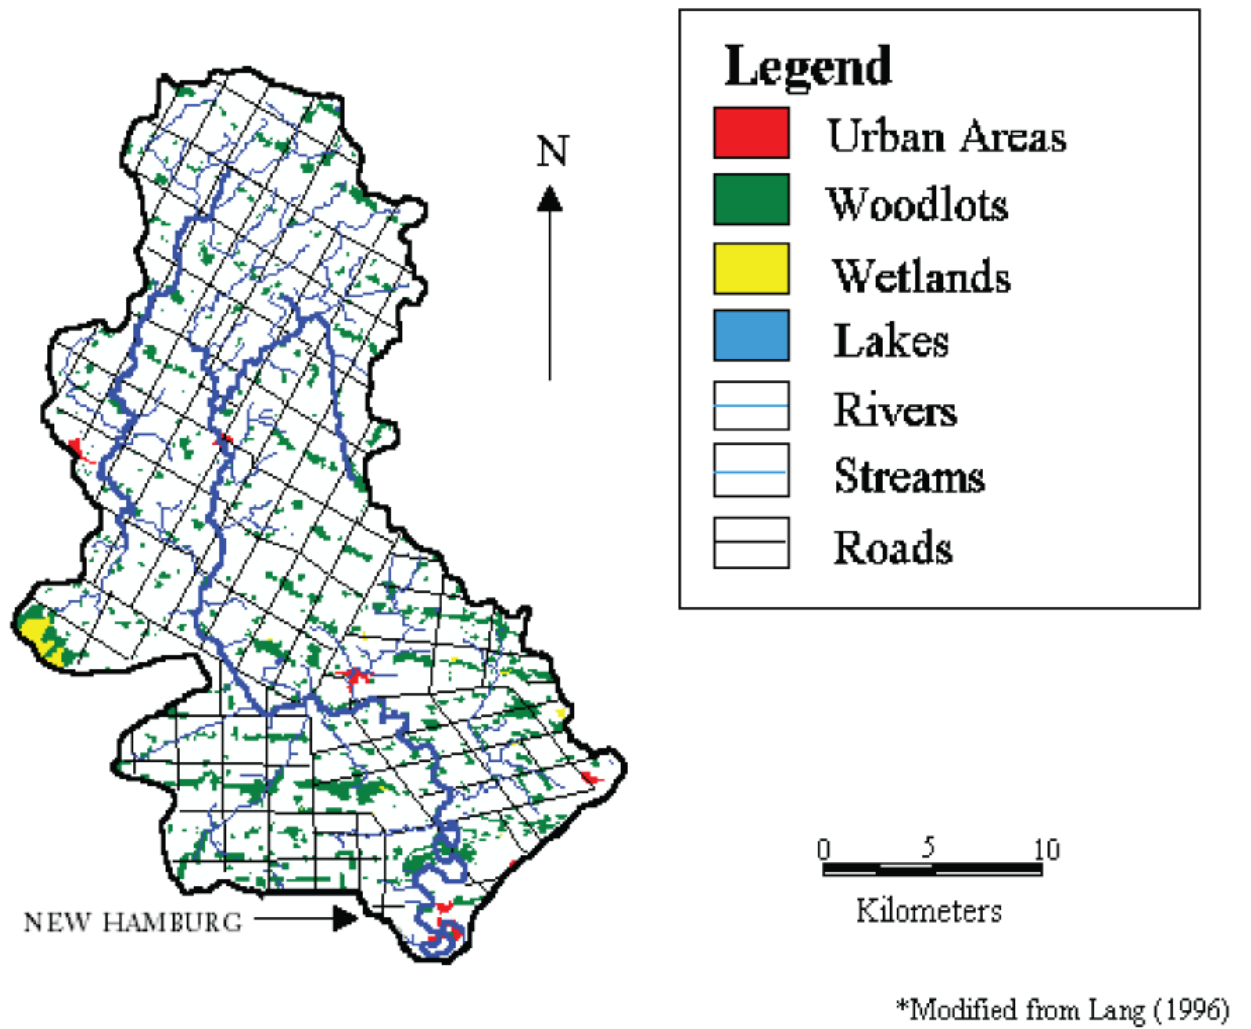 Legend
Urban Areas
Woodlots
Wetlands
Lakes
Rivers
Streams
Roads
N
0 5 10
Kilometers
NEW HAMBURG
*Modified from Lang (1996)